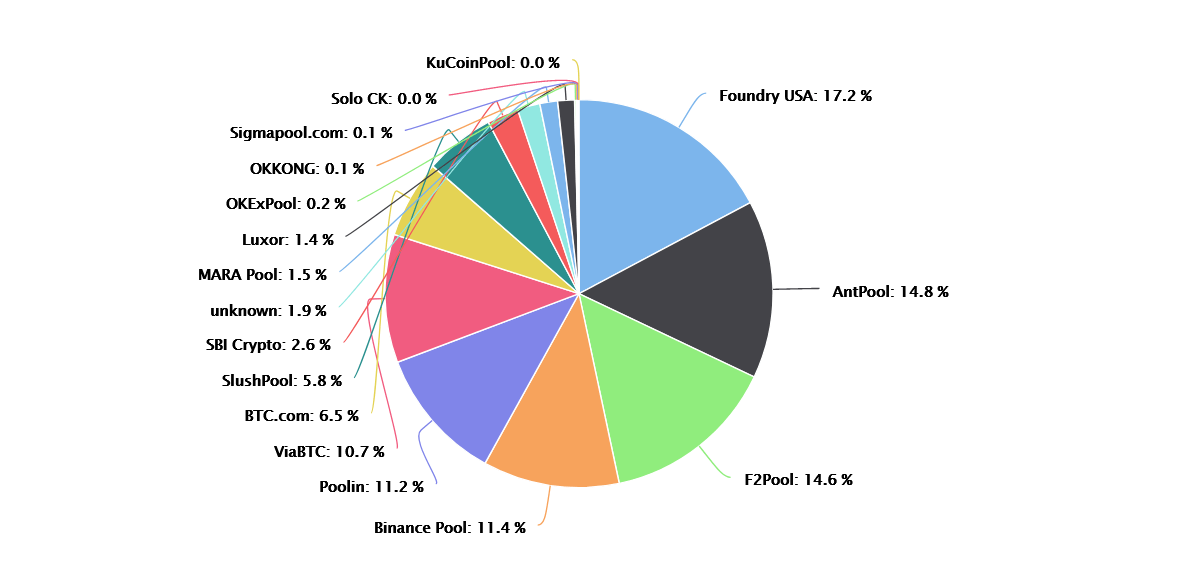 KuCoinPool: 0.0 %
Solo CK: 0.0 %
Sigmapool.com: 0.1 %
OKKONG: 0.1 %
OKExPool: 0.2 %
Luxor: 1.4 %
MARA Pool: 1.5 %
unknown: 1.9 %
SBI Crypto: 2.6 %
SlushPool: 5.8 %
BTC.com: 6.5 %
ViaBTC: 10.7 %
Poolin: 11.2 %
Binance Pool: 11.4 %
Foundry USA: 17.2 %
AntPool: 14.8 %
F2Pool: 14.6 %